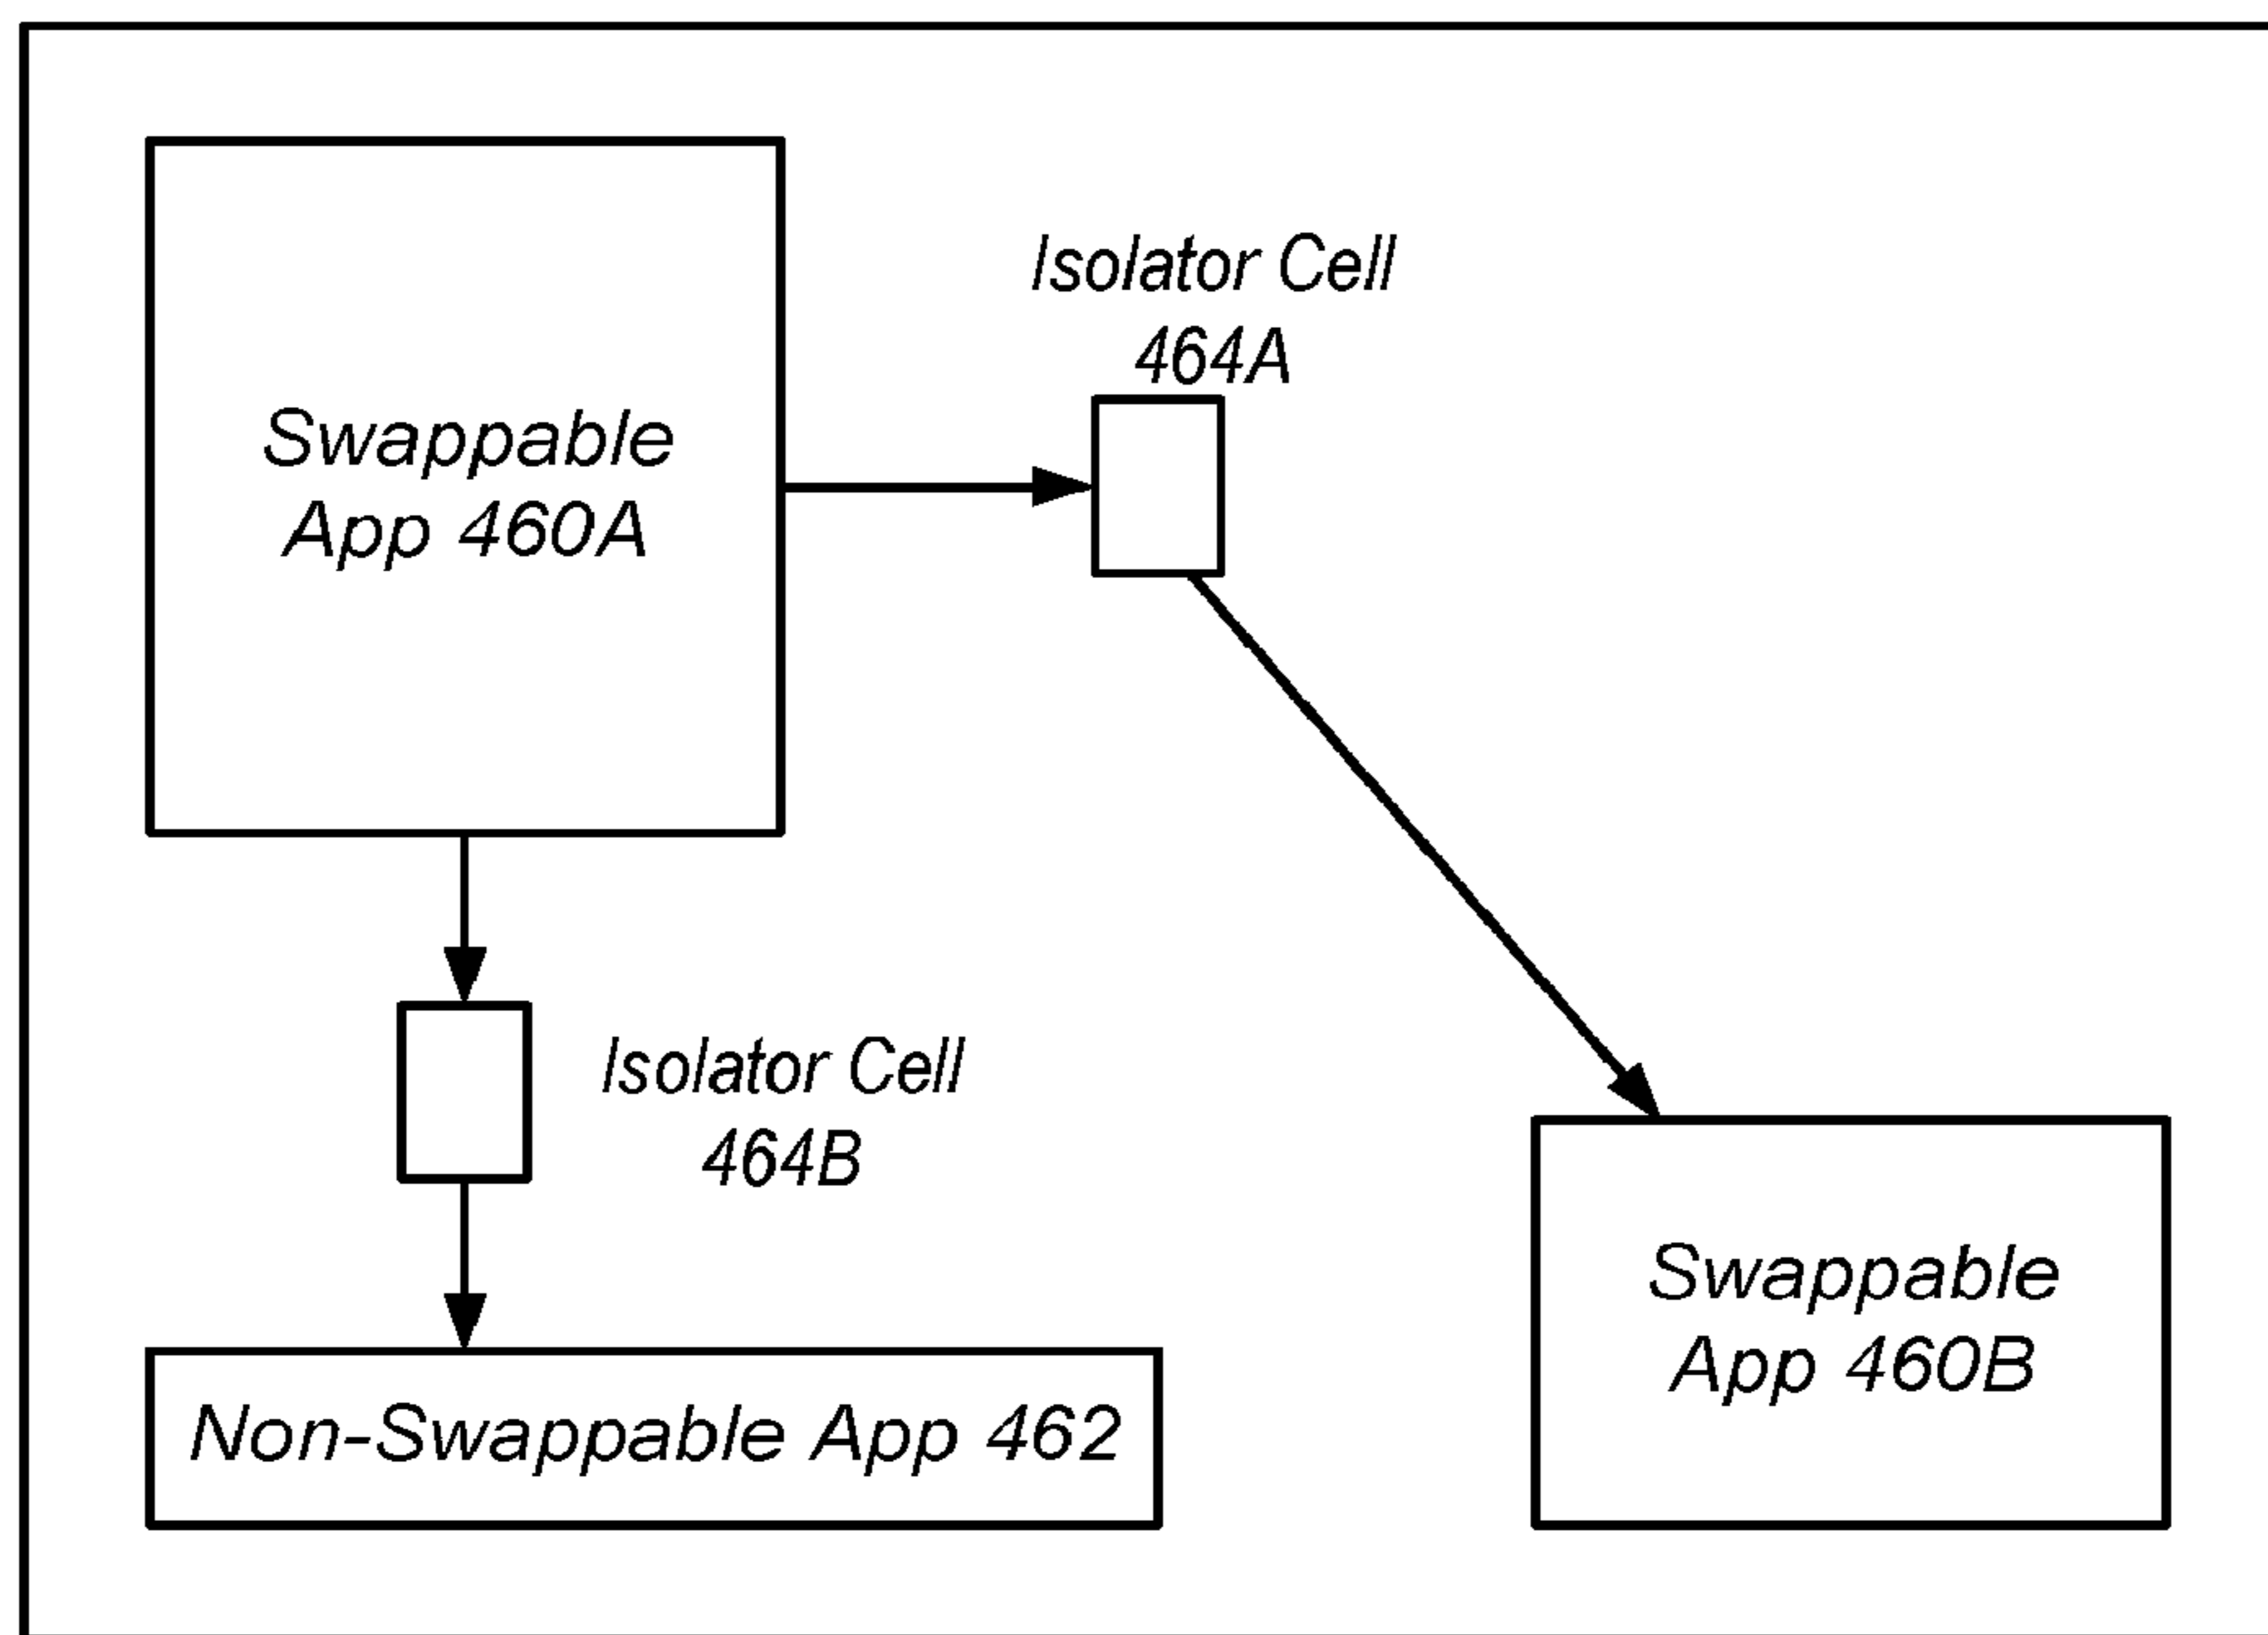 Isolator Cell
464A
Swappable
App 460A
Isolator Cell
464B
Swappable
App 460B
Non-Swappable App 462